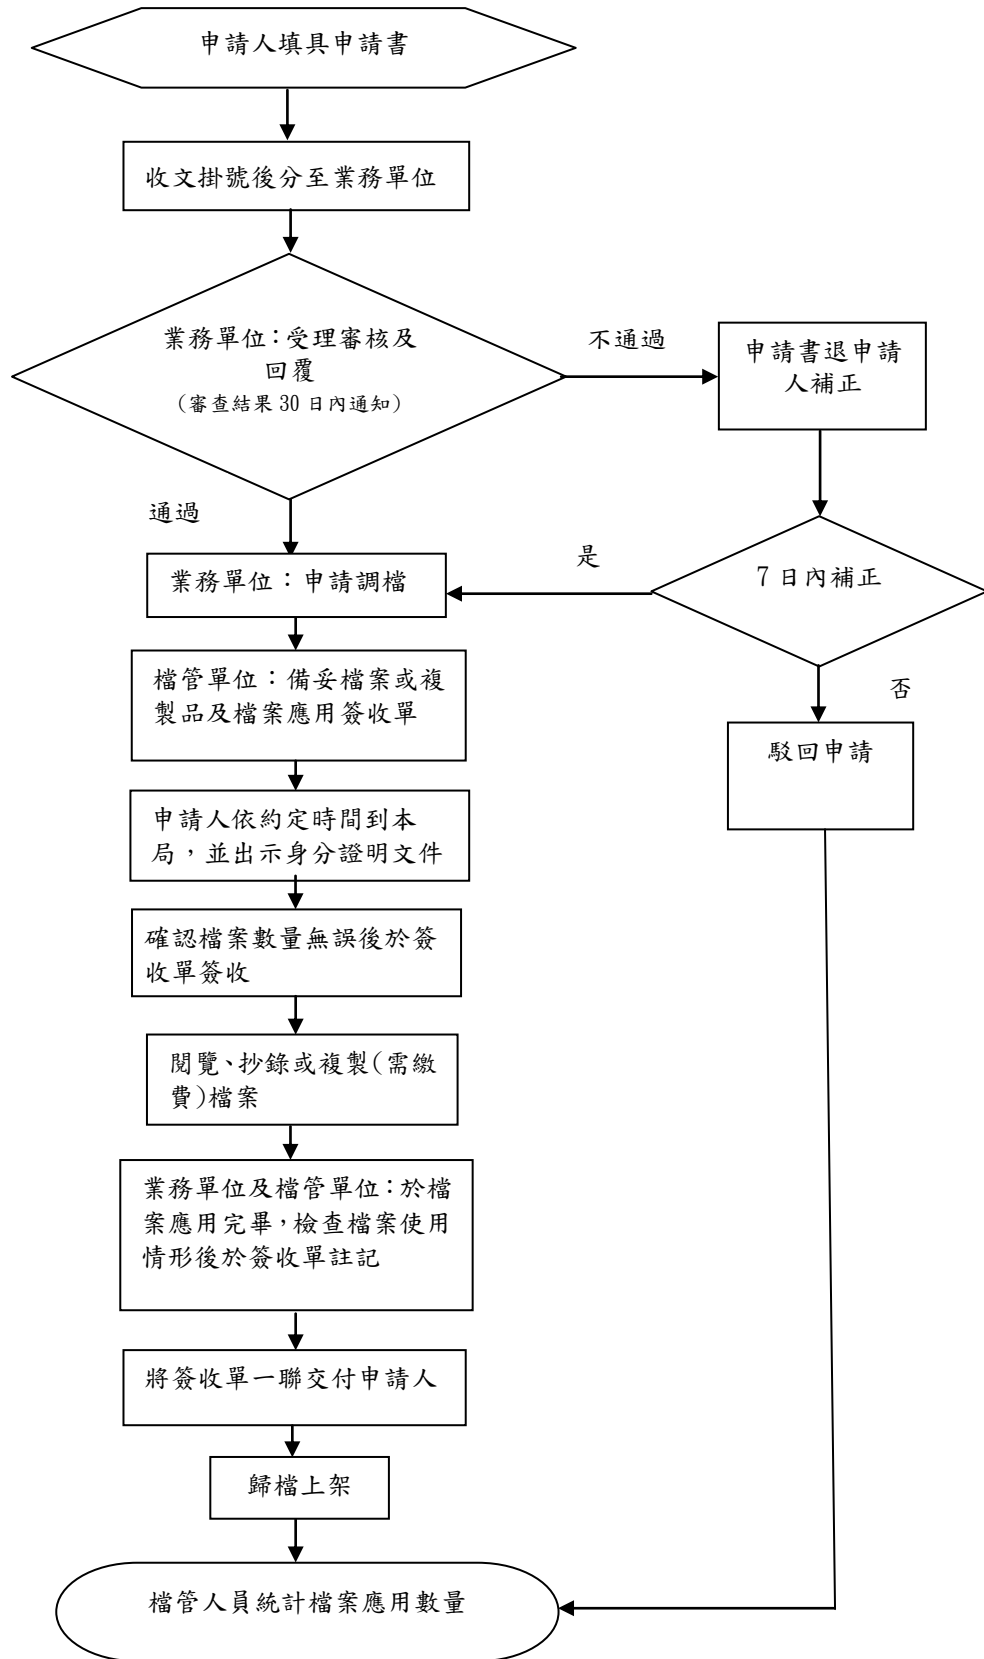 申請人填具申請書
收文掛號後分至業務單位
業務單位：受理審核及
回覆
（審查結果 30 日內通知）
不通過
申請書退申請
人補正
通過
是
7 日內補正
業務單位：申請調檔
否
檔管單位：備妥檔案或複
製品及檔案應用簽收單
駁回申請
申請人依約定時間到本
局，並出示身分證明文件
確認檔案數量無誤後於簽
收單簽收
閱覽、抄錄或複製(需繳
費)檔案
業務單位及檔管單位：於檔
案應用完畢，檢查檔案使用
情形後於簽收單註記
將簽收單一聯交付申請人
歸檔上架
檔管人員統計檔案應用數量